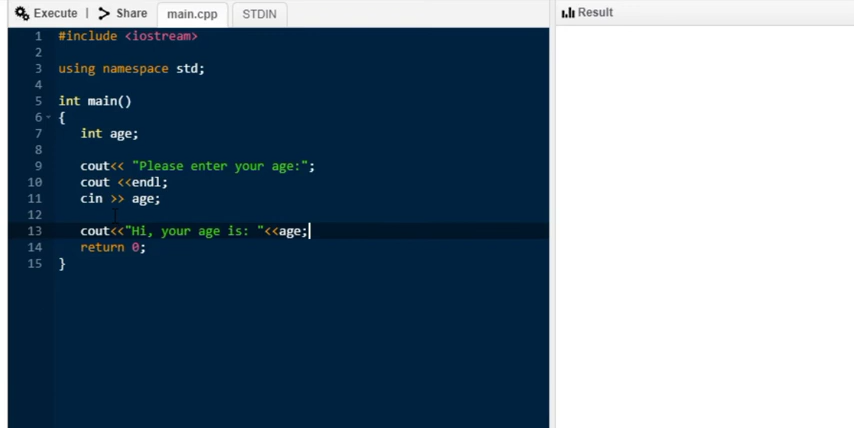 Execute | > Share main.cpp STDIN
Result
1 #include <iostream>
2
3 using namespace std;
4
5 int main()
6 {
7 int age;
8
9 cout<< "Please enter your age:";
10 cout <<endl;
11 cin >> age;
12
13 cout<<"Hi, your age is: "<<age;
14 return 0;
15 }